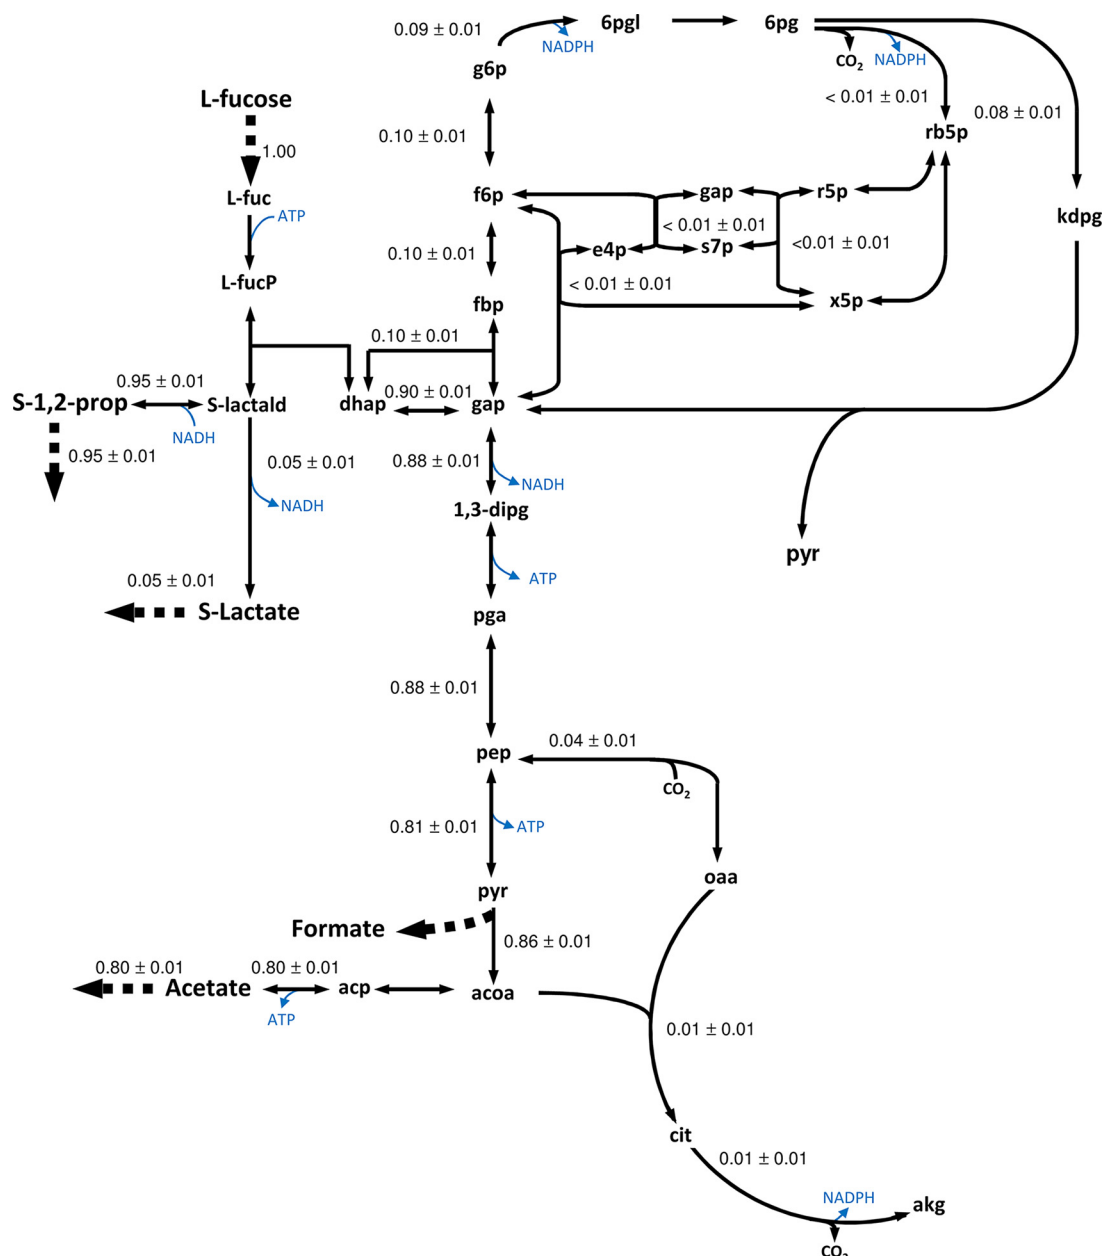 0.09 ± 0.01
6pgl
6pg
NADPH
CO2
NADPH
g6p
< 0.01 ± 0.01
0.08 ± 0.01
L-fucose
rb5p
0.10 ± 0.01
1.00
L-fuc
f6p
gap
r5p
kdpg
ATP
< 0.01 ± 0.01
<0.01 ± 0.01
0.10 ± 0.01
e4p
s7p
L-fucP
< 0.01 ± 0.01
fbp
x5p
0.10 ± 0.01
0.95 ± 0.01
0.90 ± 0.01
S-1,2-prop
S-lactald
dhap
gap
NADH
0.95 ± 0.01
0.05 ± 0.01
0.88 ± 0.01
NADH
NADH
1,3-dipg
pyr
0.05 ± 0.01
ATP
S-Lactate
pga
0.88 ± 0.01
pep
0.04 ± 0.01
CO2
0.81 ± 0.01
ATP
oaa
pyr
Formate
0.86 ± 0.01
0.80 ± 0.01
0.80 ± 0.01
Acetate
acp
acoa
ATP
0.01 ± 0.01
cit
0.01 ± 0.01
NADPH
akg
CO2